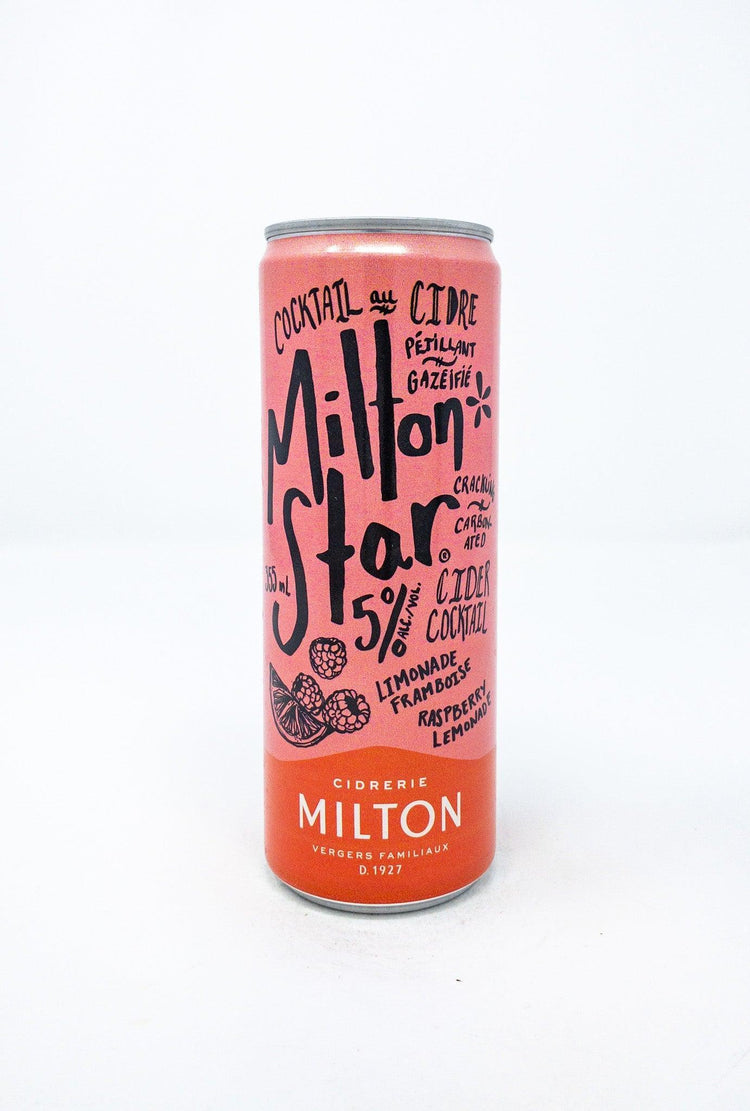 COCKTAIL au CIDRE
PÉTILLANT
GAZÉIFIÉ
Milton
Star
CRACKLING
CARBON-
ATED
®
355 mL
5% ALC./VOL.
CIDER
COCKTAIL
LIMONADE
FRAMBOISE
RASPBERRY
LEMONADE
CIDRERIE
MILTON
VERGERS FAMILIAUX
D. 1927